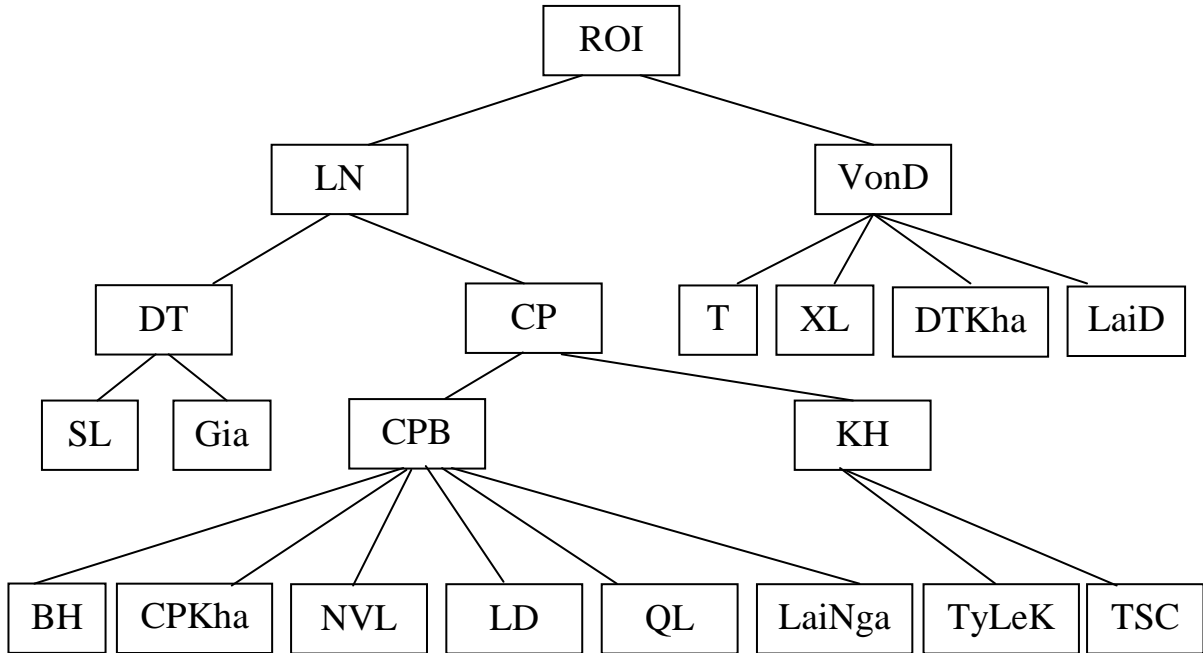 ROI
LN VonD
DT CP T XL DTKha LaiD
SL Gia CPB KH
BH CPKha NVL LD QL LaiNga TyLeK TSC